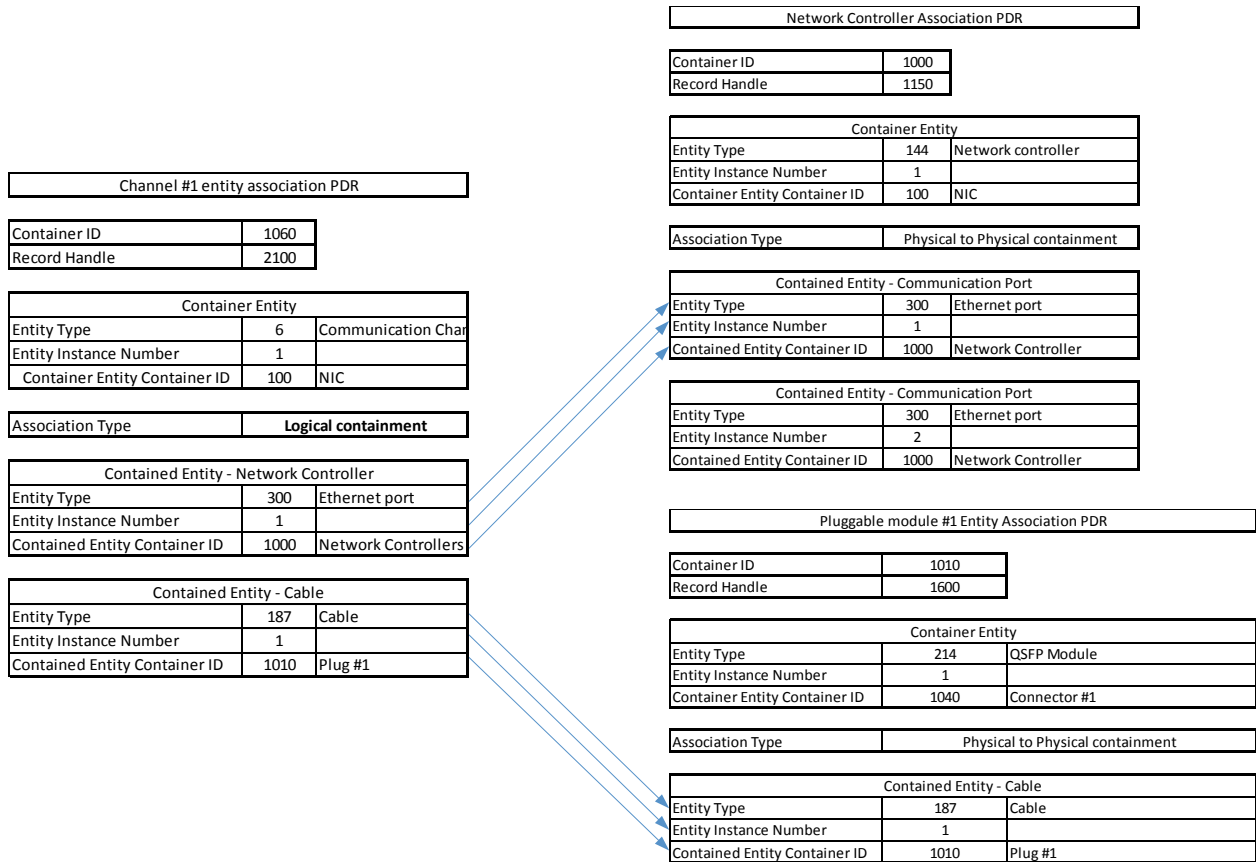 Channel #1 entity association PDR
Container ID 1060
Record Handle 2100
Container Entity
Entity Type 6 Communication Chan
Entity Instance Number 1
Container Entity Container ID 100 NIC
Association Type Logical containment
Contained Entity - Network Controller
Entity Type 300 Ethernet port
Entity Instance Number 1
Contained Entity Container ID 1000 Network Controllers
Contained Entity - Cable
Entity Type 187 Cable
Entity Instance Number 1
Contained Entity Container ID 1010 Plug #1
Network Controller Association PDR
Container ID 1000
Record Handle 1150
Container Entity
Entity Type 144 Network controller
Entity Instance Number 1
Container Entity Container ID 100 NIC
Association Type Physical to Physical containment
Contained Entity - Communication Port
Entity Type 300 Ethernet port
Entity Instance Number 1
Contained Entity Container ID 1000 Network Controller
Contained Entity - Communication Port
Entity Type 300 Ethernet port
Entity Instance Number 2
Contained Entity Container ID 1000 Network Controller
Pluggable module #1 Entity Association PDR
Container ID 1010
Record Handle 1600
Container Entity
Entity Type 214 QSFP Module
Entity Instance Number 1
Container Entity Container ID 1040 Connector #1
Association Type Physical to Physical containment
Contained Entity - Cable
Entity Type 187 Cable
Entity Instance Number 1
Contained Entity Container ID 1010 Plug #1